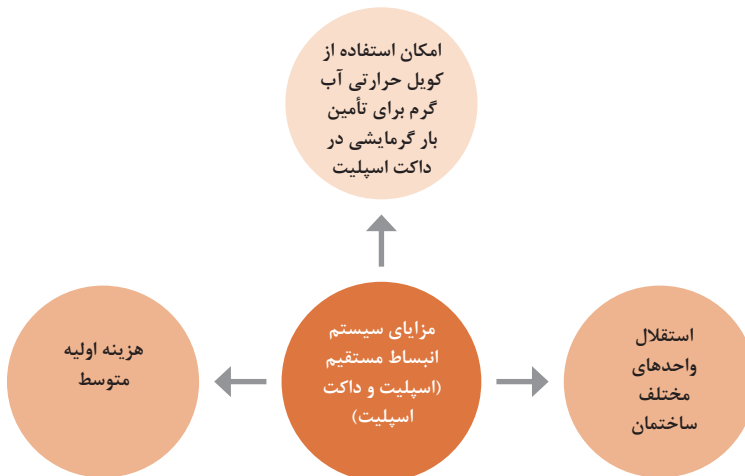 امکان استفاده از
کویل حرارتی آب
گرم برای تأمین
بار گرمایشی در
داکت اسپلیت
مزایای سیستم
انبساط مستقیم
(اسپلیت و داکت
اسپلیت)
استقلال
واحدهای
مختلف
ساختمان
هزینه اولیه
متوسط